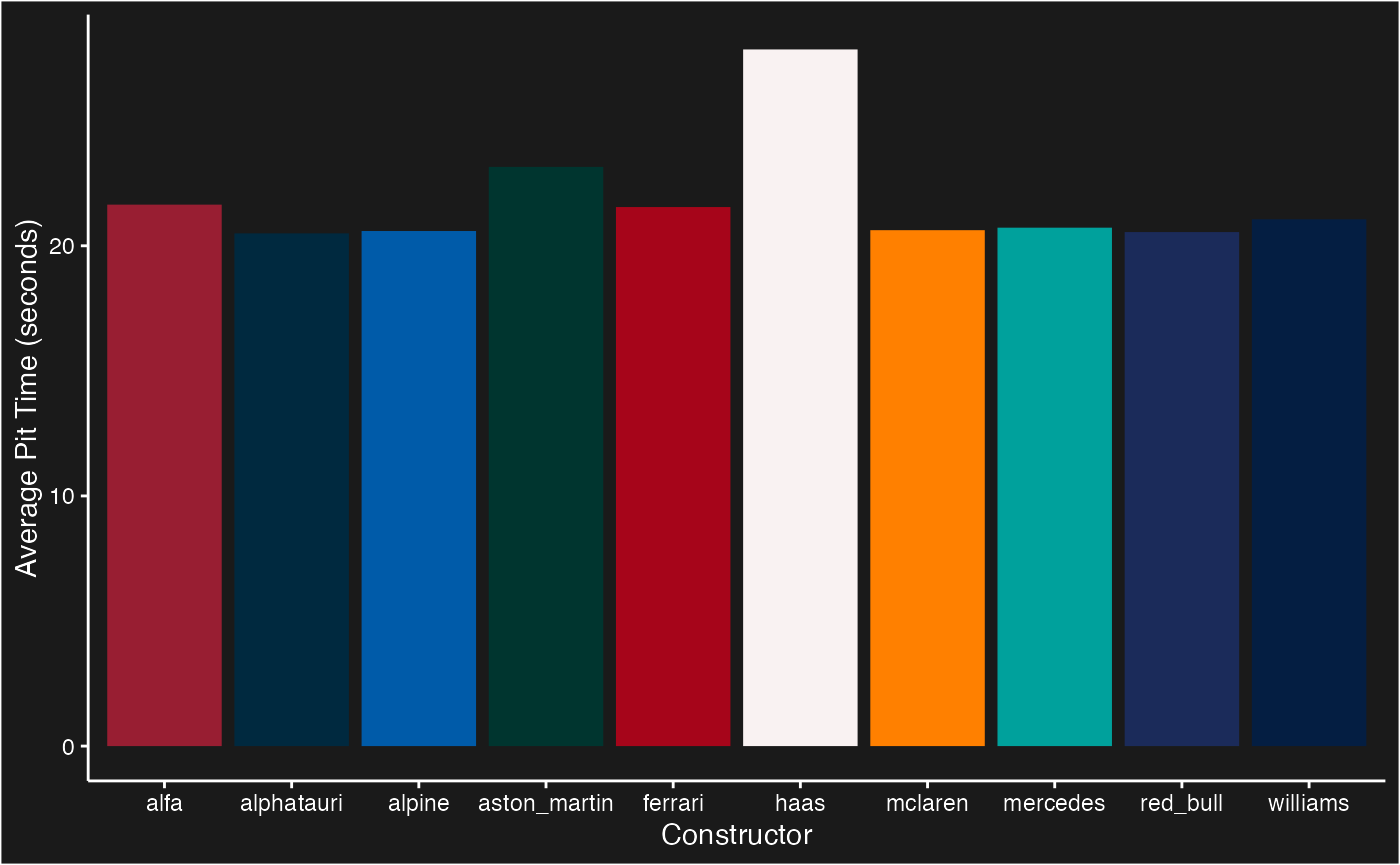 Average Pit Time (seconds)
20
10
0
alfa alphatauri alpine aston_martin ferrari haas mclaren mercedes red_bull williams
Constructor